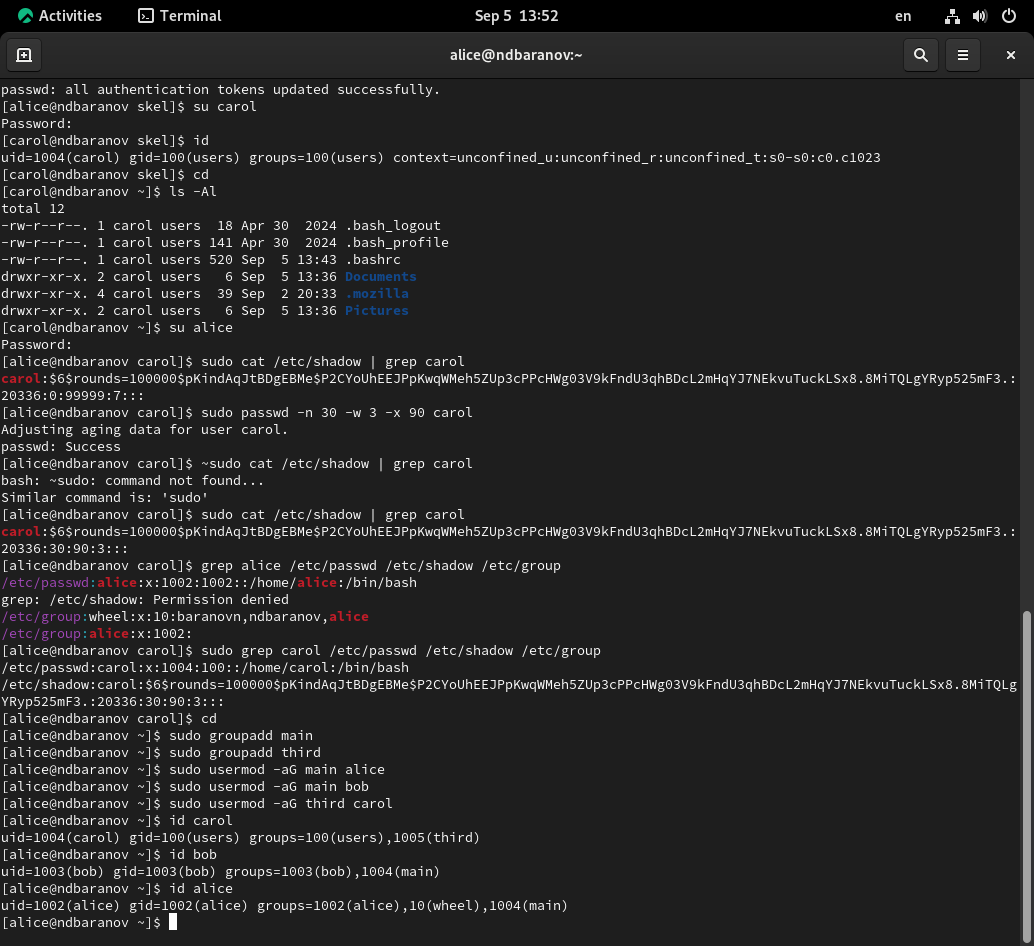 Activities Terminal Sep 5 13:52 en
alice@ndbaranov:~
passwd: all authentication tokens updated successfully.
[alice@ndbaranov skel]$ su carol
Password:
[carol@ndbaranov skel]$ id
uid=1004(carol) gid=100(users) groups=100(users) context=unconfined_u:unconfined_r:unconfined_t:s0-s0:c0.c1023
[carol@ndbaranov skel]$ cd
[carol@ndbaranov ~]$ ls -Al
total 12
-rw-r--r--. 1 carol users  18 Apr 30  2024 .bash_logout
-rw-r--r--. 1 carol users 141 Apr 30  2024 .bash_profile
-rw-r--r--. 1 carol users 520 Sep  5 13:43 .bashrc
drwxr-xr-x. 2 carol users   6 Sep  5 13:36 Documents
drwxr-xr-x. 4 carol users  39 Sep  2 20:33 .mozilla
drwxr-xr-x. 2 carol users   6 Sep  5 13:36 Pictures
[carol@ndbaranov ~]$ su alice
Password:
[alice@ndbaranov carol]$ sudo cat /etc/shadow | grep carol
carol:$6$rounds=100000$pKindAqJtBDgEBMe$P2CYoUhEEJPpKwqWMeh5ZUp3cPPcHWg03V9kFndU3qhBDcL2mHqYJ7NEkvuTuckLSx8.8MiTQLgYRyp525mF3.:
20336:0:99999:7:::
[alice@ndbaranov carol]$ sudo passwd -n 30 -w 3 -x 90 carol
Adjusting aging data for user carol.
passwd: Success
[alice@ndbaranov carol]$ ~sudo cat /etc/shadow | grep carol
bash: ~sudo: command not found...
Similar command is: 'sudo'
[alice@ndbaranov carol]$ sudo cat /etc/shadow | grep carol
carol:$6$rounds=100000$pKindAqJtBDgEBMe$P2CYoUhEEJPpKwqWMeh5ZUp3cPPcHWg03V9kFndU3qhBDcL2mHqYJ7NEkvuTuckLSx8.8MiTQLgYRyp525mF3.:
20336:30:90:3:::
[alice@ndbaranov carol]$ grep alice /etc/passwd /etc/shadow /etc/group
/etc/passwd:alice:x:1002:1002::/home/alice:/bin/bash
grep: /etc/shadow: Permission denied
/etc/group:wheel:x:10:baranovn,ndbaranov,alice
/etc/group:alice:x:1002:
[alice@ndbaranov carol]$ sudo grep carol /etc/passwd /etc/shadow /etc/group
/etc/passwd:carol:x:1004:100::/home/carol:/bin/bash
/etc/shadow:carol:$6$rounds=100000$pKindAqJtBDgEBMe$P2CYoUhEEJPpKwqWMeh5ZUp3cPPcHWg03V9kFndU3qhBDcL2mHqYJ7NEkvuTuckLSx8.8MiTQLg
YRyp525mF3.:20336:30:90:3:::
[alice@ndbaranov carol]$ cd
[alice@ndbaranov ~]$ sudo groupadd main
[alice@ndbaranov ~]$ sudo groupadd third
[alice@ndbaranov ~]$ sudo usermod -aG main alice
[alice@ndbaranov ~]$ sudo usermod -aG main bob
[alice@ndbaranov ~]$ sudo usermod -aG third carol
[alice@ndbaranov ~]$ id carol
uid=1004(carol) gid=100(users) groups=100(users),1005(third)
[alice@ndbaranov ~]$ id bob
uid=1003(bob) gid=1003(bob) groups=1003(bob),1004(main)
[alice@ndbaranov ~]$ id alice
uid=1002(alice) gid=1002(alice) groups=1002(alice),10(wheel),1004(main)
[alice@ndbaranov ~]$